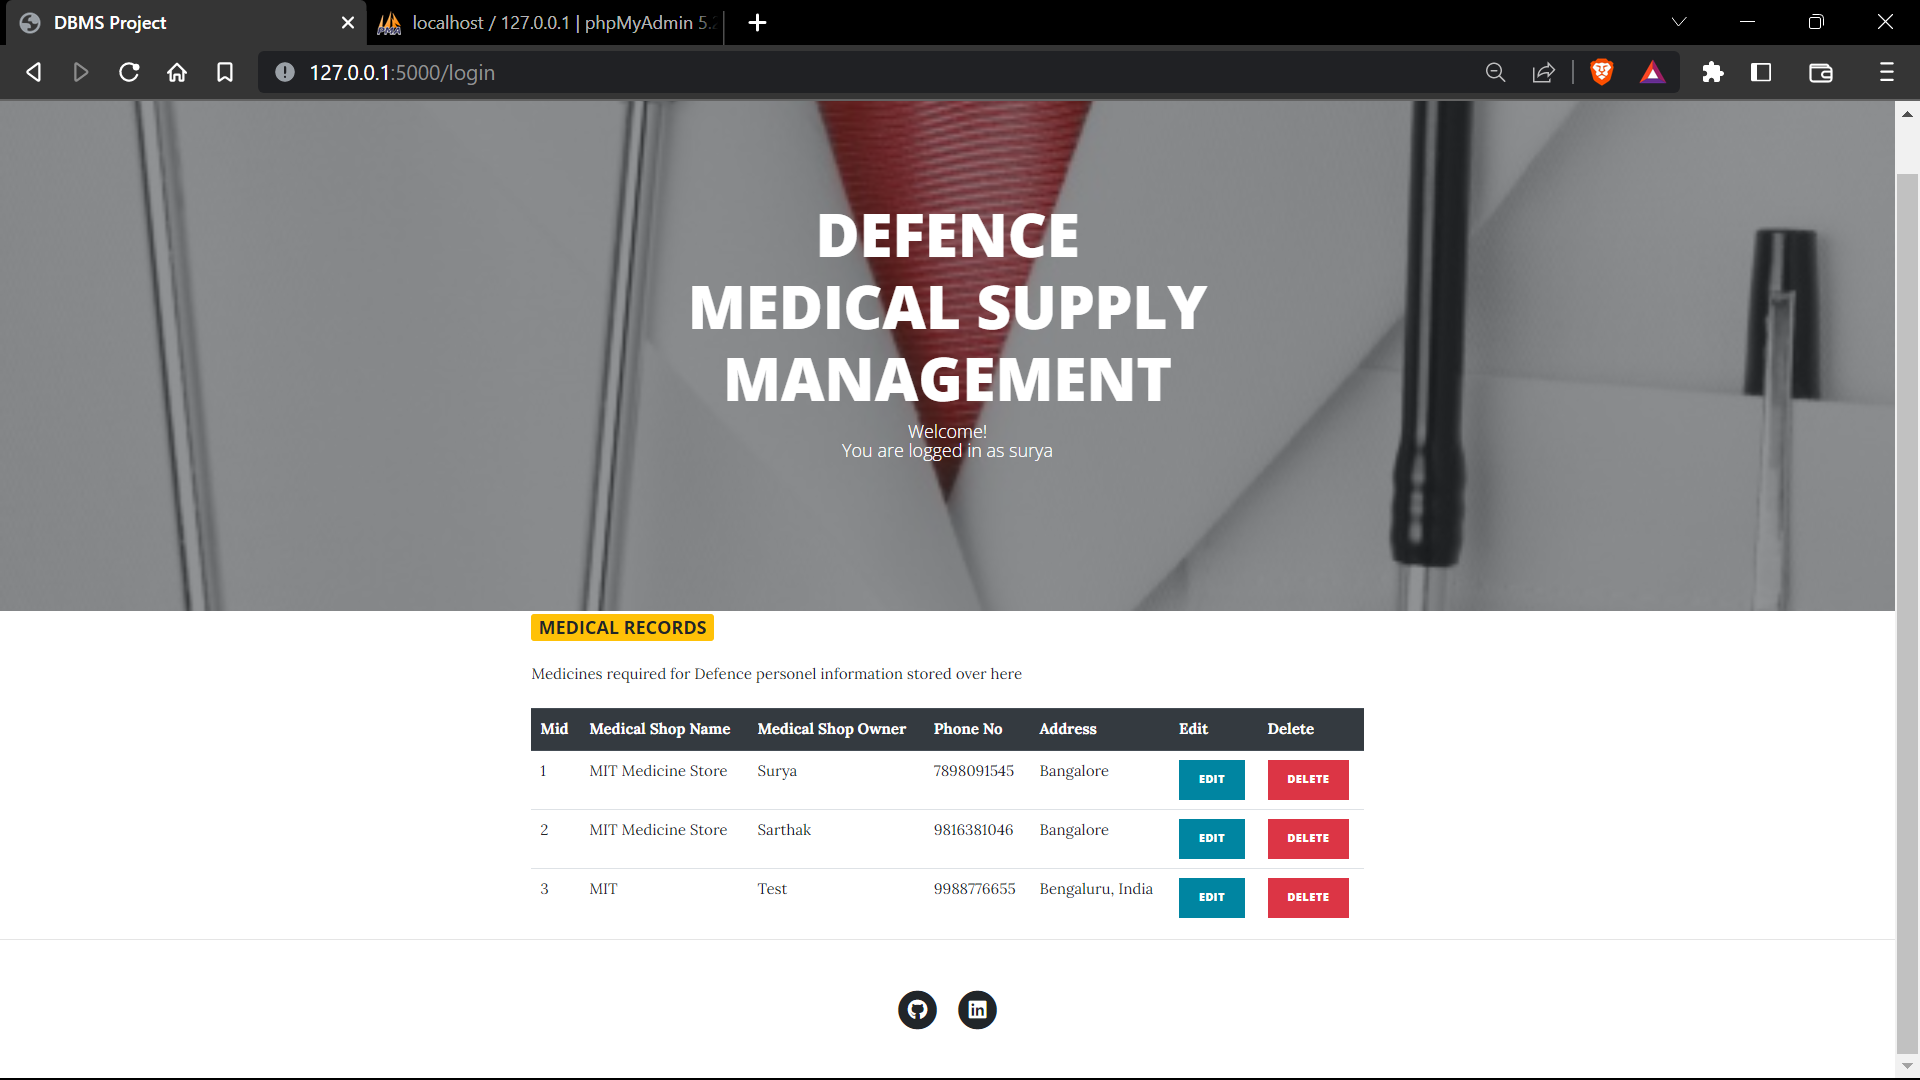 DBMS Project
localhost / 127.0.0.1 | phpMyAdmin 5.
127.0.0.1:5000/login
DEFENCE
MEDICAL SUPPLY
MANAGEMENT
Welcome!
You are logged in as surya
MEDICAL RECORDS
Medicines required for Defence personel information stored over here
Mid Medical Shop Name Medical Shop Owner Phone No Address Edit Delete
1 MIT Medicine Store Surya 7898091545 Bangalore EDIT DELETE
2 MIT Medicine Store Sarthak 9816381046 Bangalore EDIT DELETE
3 MIT Test 9988776655 Bengaluru, India EDIT DELETE